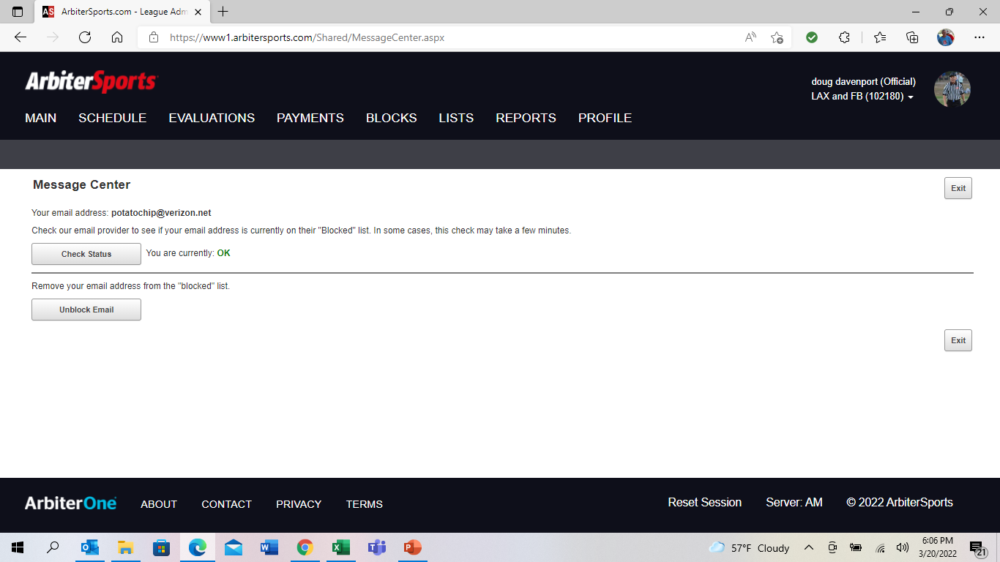 AS ArbiterSports.com - League Adm
https://www1.arbitersports.com/Shared/MessageCenter.aspx
ArbiterSports
doug davenport (Official)
LAX and FB (102180)
MAIN SCHEDULE EVALUATIONS PAYMENTS BLOCKS LISTS REPORTS PROFILE
Message Center
Exit
Your email address: potatochip@verizon.net
Check our email provider to see if your email address is currently on their "Blocked" list. In some cases, this check may take a few minutes.
Check Status You are currently: OK
Remove your email address from the "blocked" list.
Unblock Email
Exit
ArbiterOne ABOUT CONTACT PRIVACY TERMS Reset Session Server: AM © 2022 ArbiterSports
57°F Cloudy
6:06 PM
3/20/2022
21